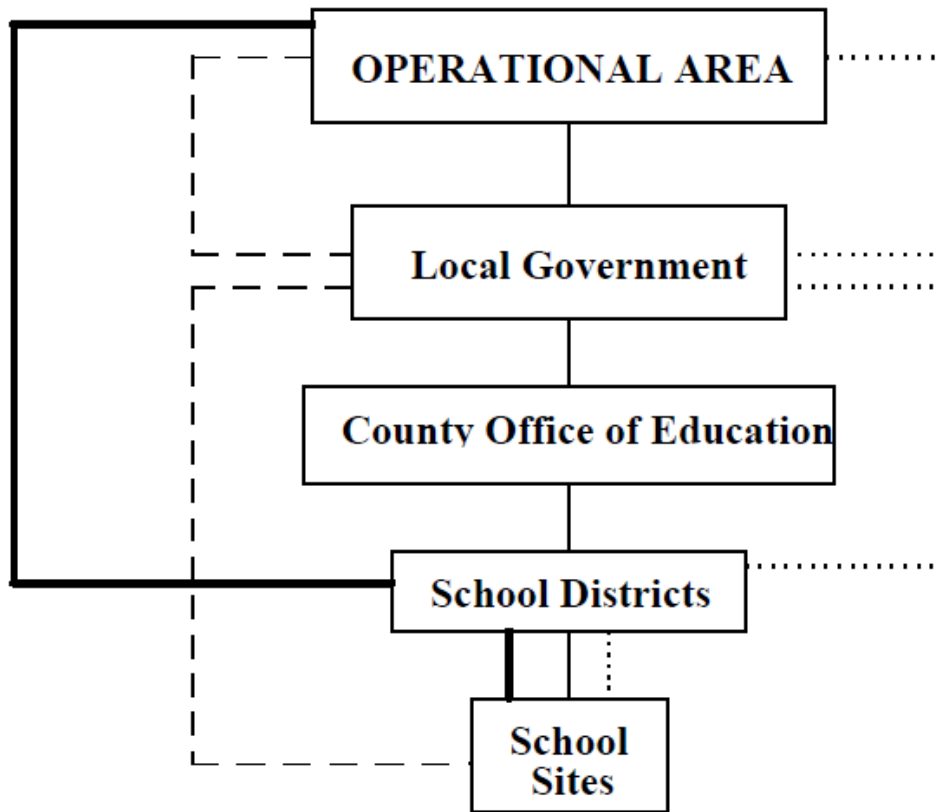 OPERATIONAL AREA
Local Government
County Office of Education
School Districts
School
Sites